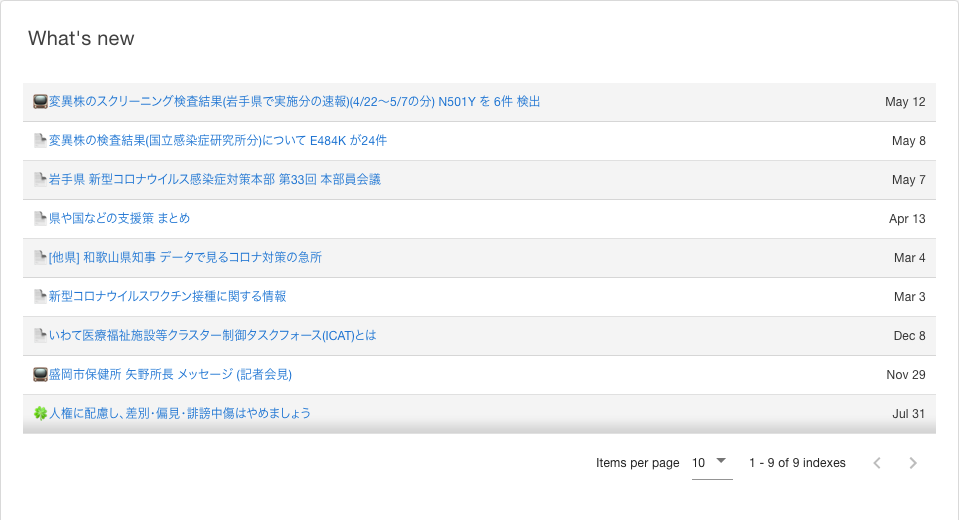 What's new
変異株のスクリーニング検査結果(岩手県で実施分の速報)(4/22〜5/7の分) N501Y を 6件 検出 May 12
変異株の検査結果(国立感染症研究所分)について E484K が24件 May 8
岩手県 新型コロナウイルス感染症対策本部 第33回 本部員会議 May 7
県や国などの支援策 まとめ Apr 13
[他県] 和歌山県知事 データで見るコロナ対策の急所 Mar 4
新型コロナウイルスワクチン接種に関する情報 Mar 3
いわて医療福祉施設等クラスター制御タスクフォース(ICAT)とは Dec 8
盛岡市保健所 矢野所長 メッセージ (記者会見) Nov 29
人権に配慮し、差別・偏見・誹謗中傷はやめましょう Jul 31
Items per page 10 1 - 9 of 9 indexes